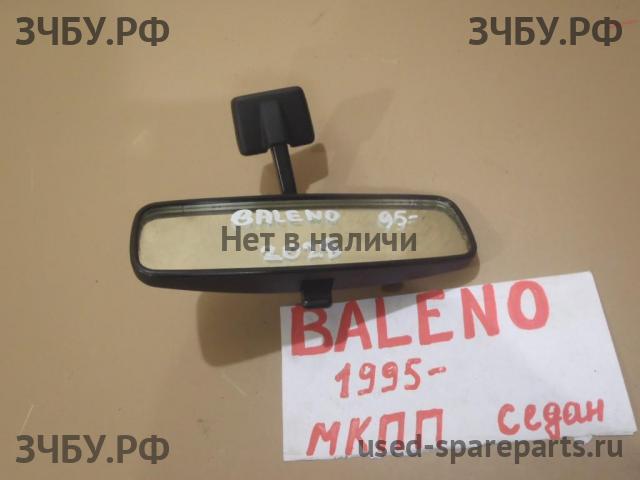 ЗЧБУ.РФ ЗЧБУ.РФ
BALENO 95-
Нет в наличи
BALENO
1995-
МКПП Седан
ЗЧБУ.РФ used-spareparts.ru